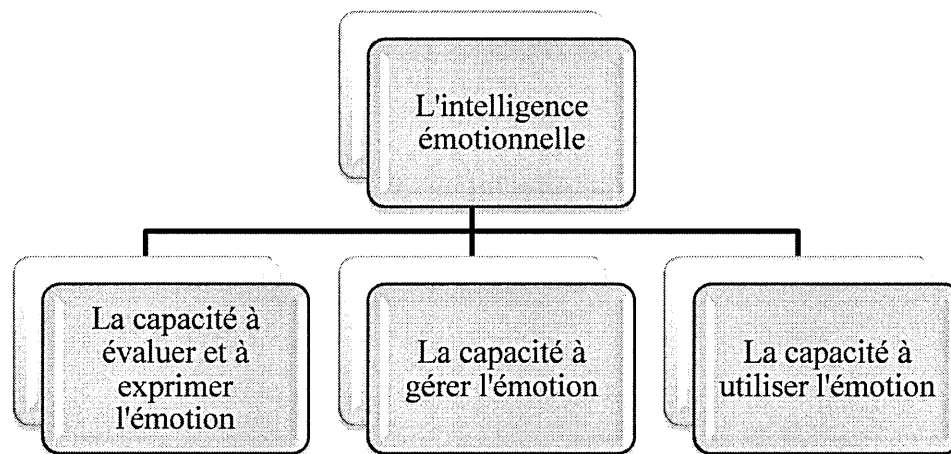 L'intelligence
émotionnelle
La capacité à
évaluer et à
exprimer
l'émotion
La capacité à
gérer l'émotion
La capacité à
utiliser l'émotion